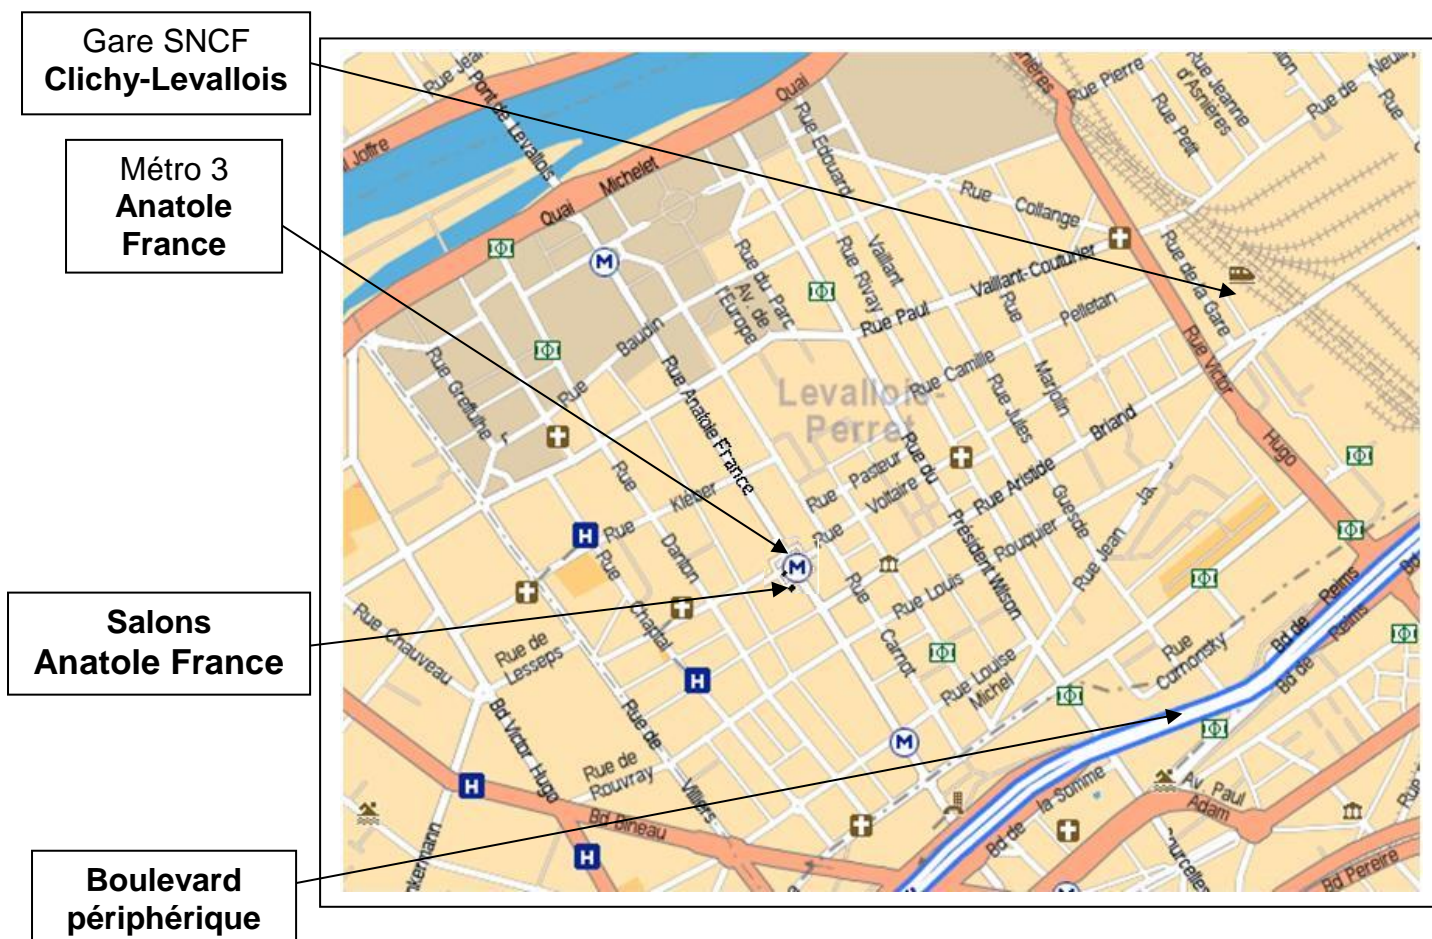 Gare SNCF
Clichy-Levallois
Métro 3
Anatole
France
Salons
Anatole France
Boulevard
périphérique
Pont de Levallois
Joffre
Quai
Michelet
Quai
Rue Edouard
Vaillant
Rue Rivay
Rue
Collange
Rue Pierre
Rue Jeanne
d'Asnières
Rue Petit
Rue de Neuilly
Rue
Rue de la Gare
Rue Victor
Hugo
Rue Paul
Vaillant-Couturier
Rue
Marjolin
Rue Camille
Pelletan
Rue Jules
Guesde
Rue du Parc
Av. de
l'Europe
Rue
Baudin
Rue Greffulhe
Rue Anatole France
Levallois-
Perret
Rue du
Président Wilson
Rue Pasteur
Rue Voltaire
Rue Aristide
Briand
Rue Kléber
Rue
Danton
Rue
Chaptal
Rue
Carnot
Rue Louis
Rouquier
Rue Jean
Rue Louise
Michel
Rue
Cornonsky
Bd de
Reims
Bd de
Reims
Rue Chauveau
Rue de
Lesseps
Bd Victor Hugo
Rue de
Villiers
Rue de
Rouvray
Bd Bineau
Bd de
la Somme
Av. Paul
Adam
Bd Pereire
M
M
M
H
H
H
H